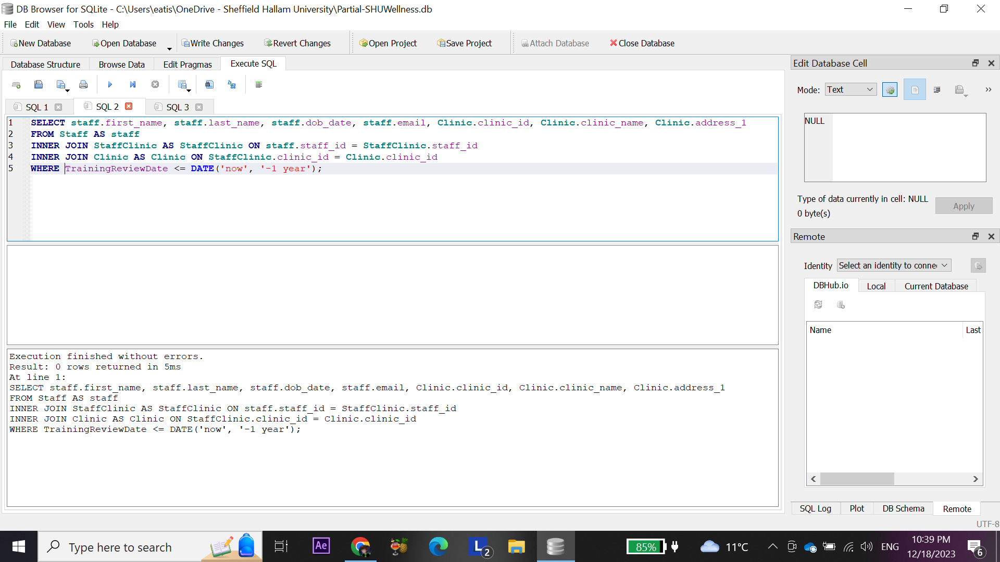 DB Browser for SQLite - C:\Users\eatis\OneDrive - Sheffield Hallam University\Partial-SHUWellness.db
File Edit View Tools Help
New Database Open Database Write Changes Revert Changes Open Project Save Project Attach Database Close Database
Database Structure Browse Data Edit Pragmas Execute SQL
SQL 1 SQL 2 SQL 3
1 SELECT staff.first_name, staff.last_name, staff.dob_date, staff.email, Clinic.clinic_id, Clinic.clinic_name, Clinic.address_1
2 FROM Staff AS staff
3 INNER JOIN StaffClinic AS StaffClinic ON staff.staff_id = StaffClinic.staff_id
4 INNER JOIN Clinic AS Clinic ON StaffClinic.clinic_id = Clinic.clinic_id
5 WHERE TrainingReviewDate <= DATE('now', '-1 year');
Execution finished without errors.
Result: 0 rows returned in 5ms
At line 1:
SELECT staff.first_name, staff.last_name, staff.dob_date, staff.email, Clinic.clinic_id, Clinic.clinic_name, Clinic.address_1
FROM Staff AS staff
INNER JOIN StaffClinic AS StaffClinic ON staff.staff_id = StaffClinic.staff_id
INNER JOIN Clinic AS Clinic ON StaffClinic.clinic_id = Clinic.clinic_id
WHERE TrainingReviewDate <= DATE('now', '-1 year');
Edit Database Cell
Mode: Text
NULL
Type of data currently in cell: NULL
0 byte(s)
Apply
Remote
Identity Select an identity to connec
DBHub.io Local Current Database
Name Last
SQL Log Plot DB Schema Remote
UTF-8
Type here to search
Ae
L 2
85%
11°C
ENG
10:39 PM
12/18/2023
6